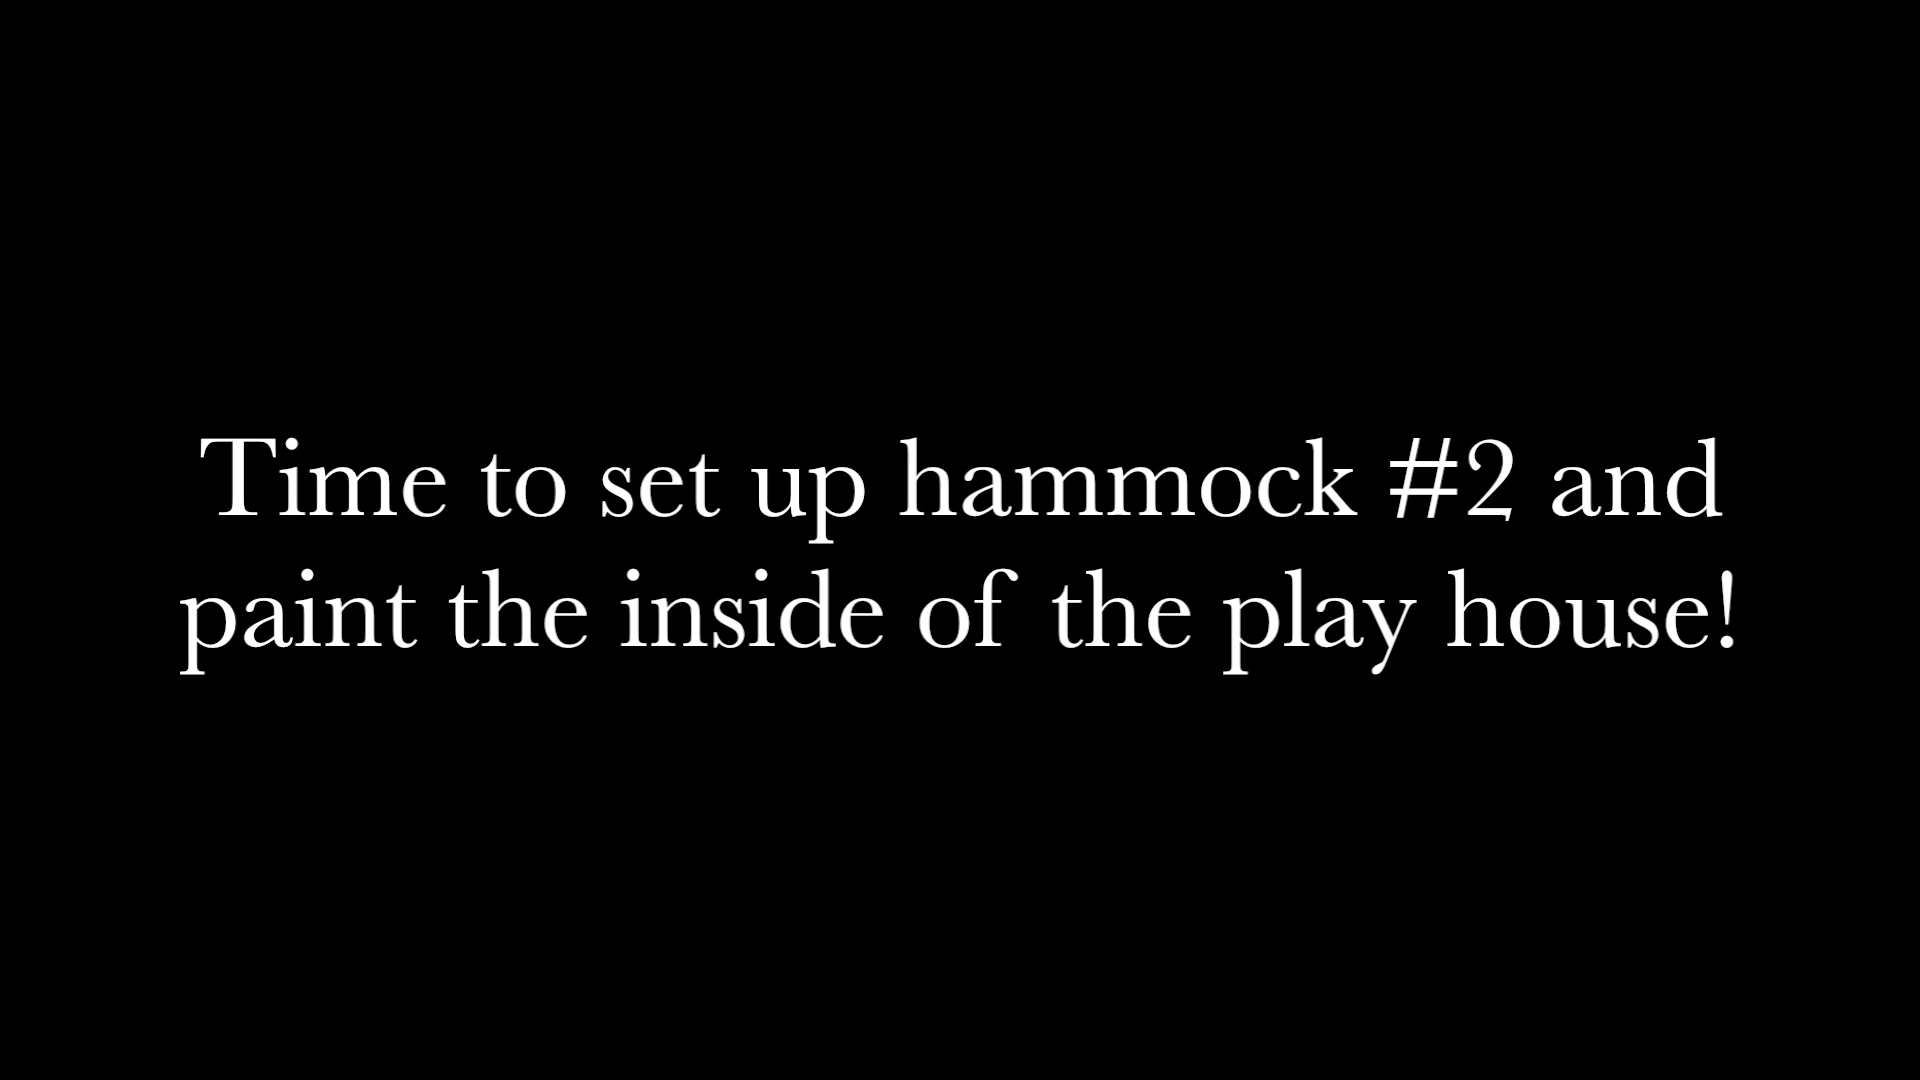 Time to set up hammock #2 and
paint the inside of the play house!